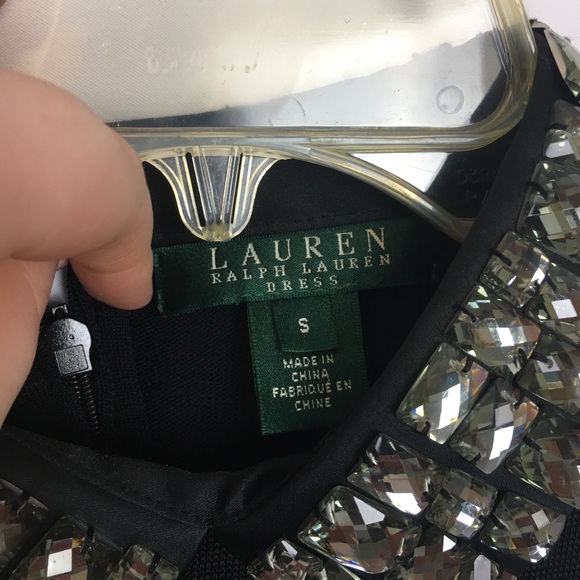 LAUREN
RALPH LAUREN
DRESS
S
MADE IN
CHINA
FABRIQUÉ EN
CHINE